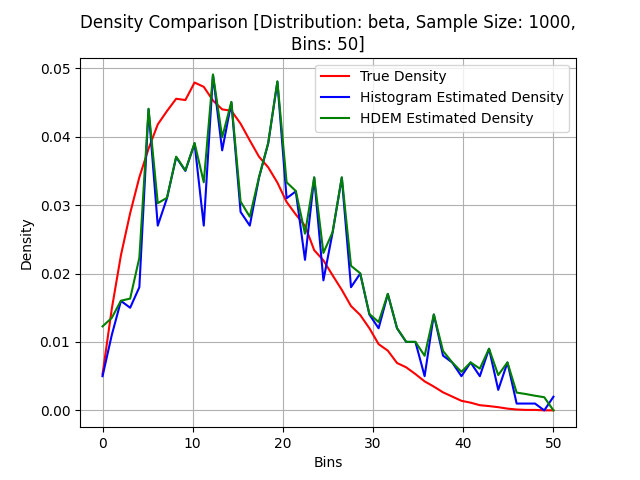 Density Comparison [Distribution: beta, Sample Size: 1000,
Bins: 50]
True Density
Histogram Estimated Density
HDEM Estimated Density
Density
0.05
0.04
0.03
0.02
0.01
0.00
0
10
20
30
40
50
Bins